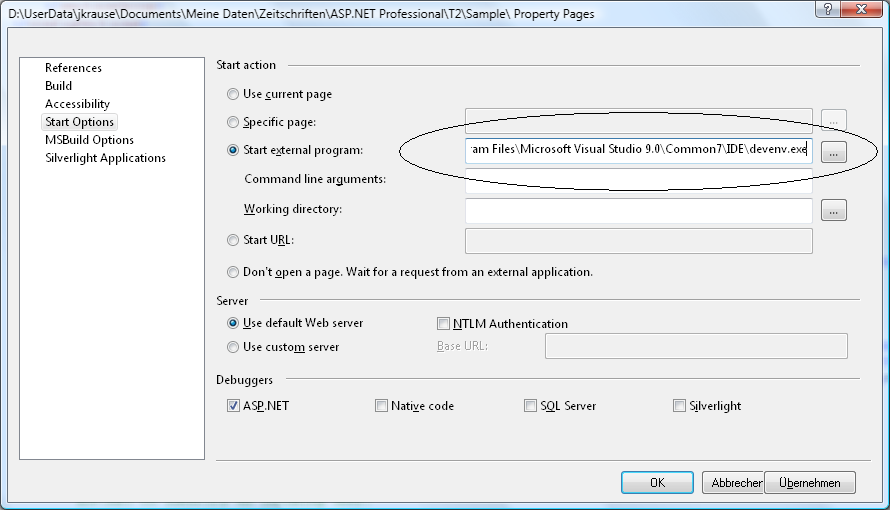 D:\UserData\jkrause\Documents\Meine Daten\Zeitschriften\ASP.NET Professional\T2\Sample\ Property Pages
References
Build
Accessibility
Start Options
MSBuild Options
Silverlight Applications
Start action
Use current page
Specific page:
...
Start external program:
ram Files\Microsoft Visual Studio 9.0\Common7\IDE\devenv.exe
...
Command line arguments:
Working directory:
...
Start URL:
Don't open a page. Wait for a request from an external application.
Server
Use default Web server
NTLM Authentication
Use custom server
Base URL:
Debuggers
ASP.NET
Native code
SQL Server
Silverlight
OK
Abbrechen
Übernehmen